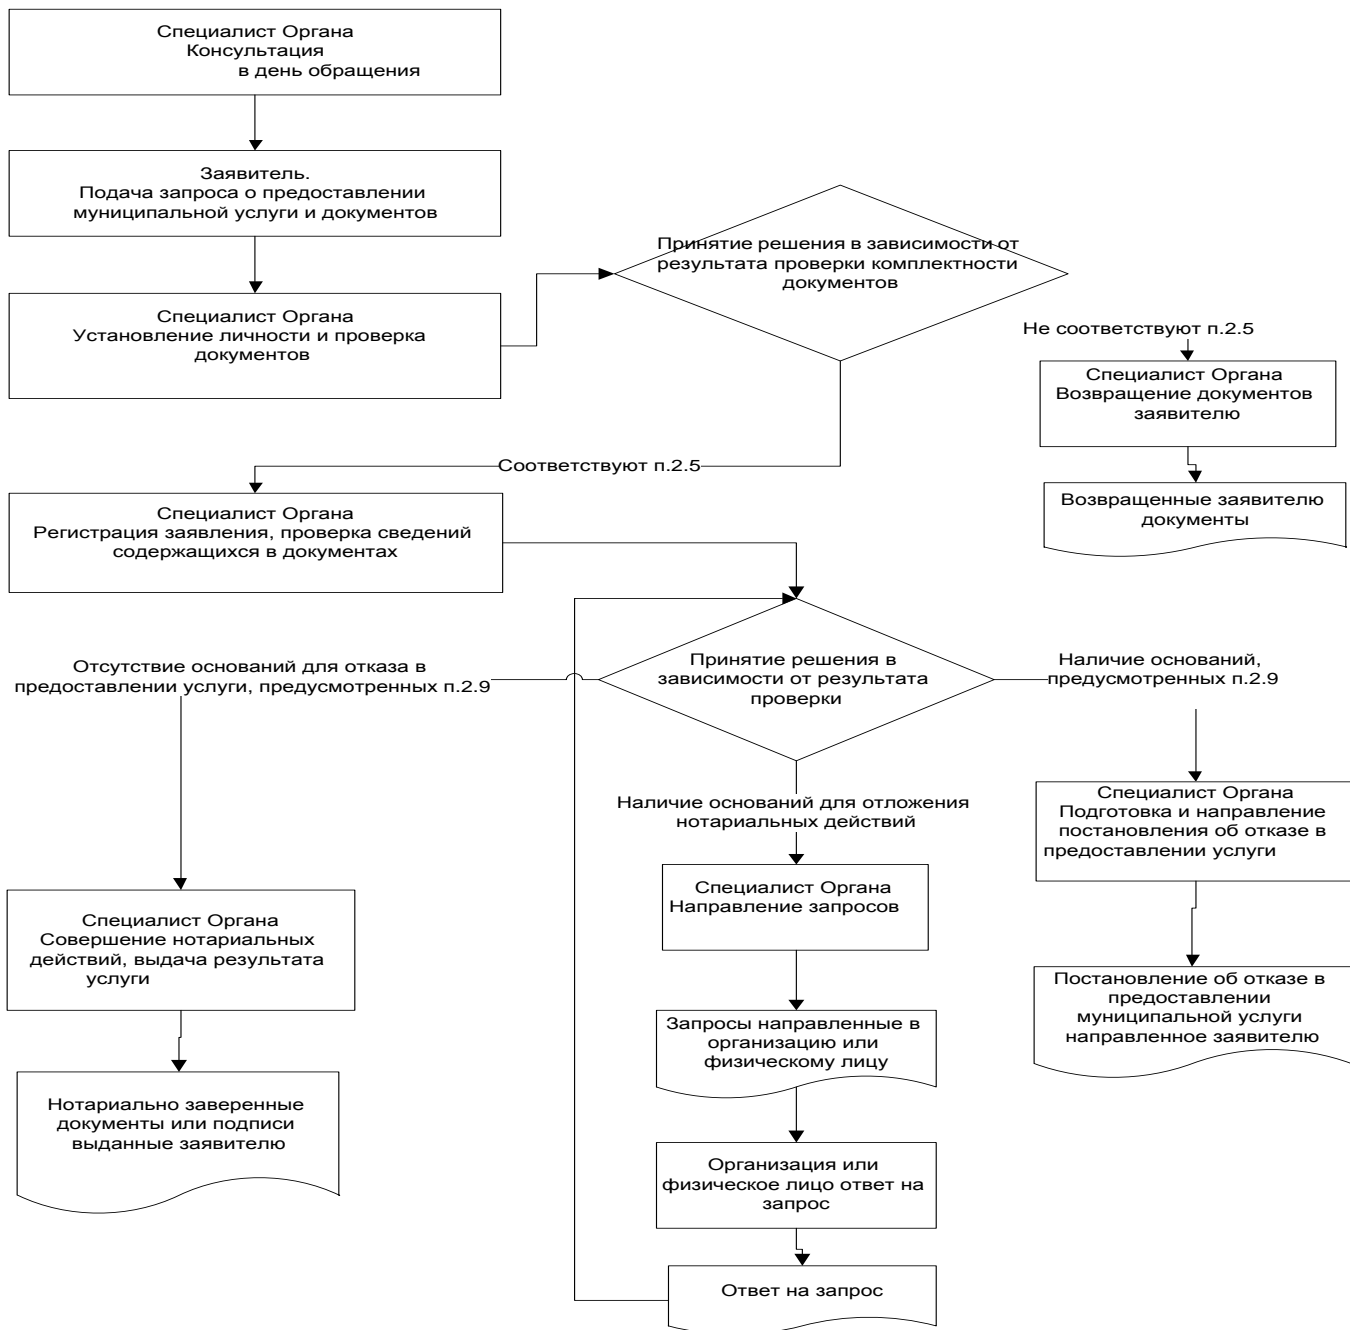 Специалист Органа
Консультация
в день обращения
Заявитель.
Подача запроса о предоставлении
муниципальной услуги и документов
Специалист Органа
Установление личности и проверка
документов
Принятие решения в зависимости от
результата проверки комплектности
документов
Не соответствуют п.2.5
Специалист Органа
Возвращение документов
заявителю
Возвращенные заявителю
документы
Соответствуют п.2.5
Специалист Органа
Регистрация заявления, проверка сведений
содержащихся в документах
Принятие решения в
зависимости от результата
проверки
Отсутствие оснований для отказа в
предоставлении услуги, предусмотренных п.2.9
Наличие оснований,
предусмотренных п.2.9
Наличие оснований для отложения
нотариальных действий
Специалист Органа
Подготовка и направление
постановления об отказе в
предоставлении услуги
Специалист Органа
Направление запросов
Специалист Органа
Совершение нотариальных
действий, выдача результата
услуги
Постановление об отказе в
предоставлении
муниципальной услуги
направленное заявителю
Запросы направленные в
организацию или
физическому лицу
Нотариально заверенные
документы или подписи
выданные заявителю
Организация или
физическое лицо ответ на
запрос
Ответ на запрос